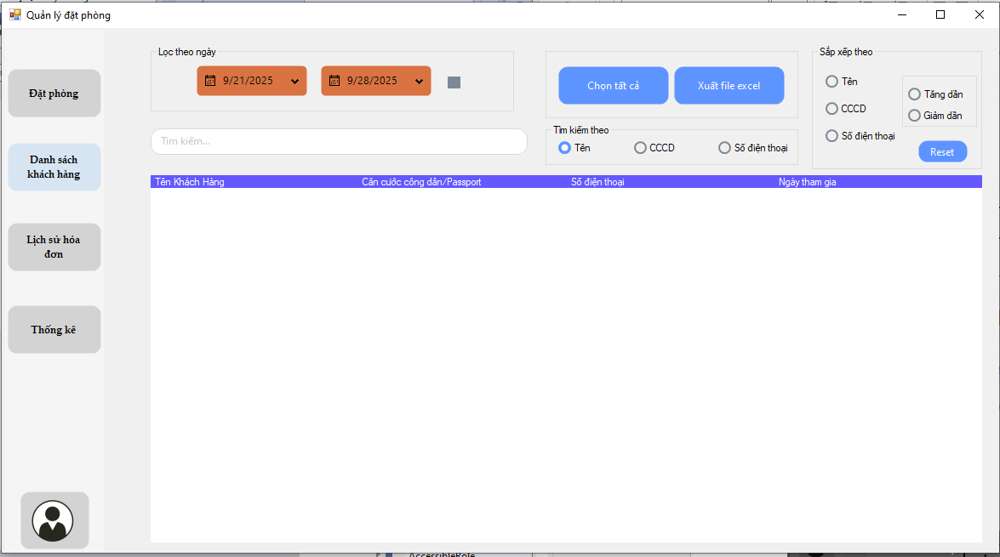 Quản lý đặt phòng
Đặt phòng
Danh sách
khách hàng
Lịch sử hóa
đơn
Thống kê
Lọc theo ngày
9/21/2025
9/28/2025
Tìm kiếm...
Chọn tất cả
Xuất file excel
Tìm kiếm theo
Tên
CCCD
Số điện thoại
Sắp xếp theo
Tên
CCCD
Số điện thoại
Tăng dần
Giảm dần
Reset
Tên Khách Hàng
Căn cước công dân/Passport
Số điện thoại
Ngày tham gia
AccessibleRole